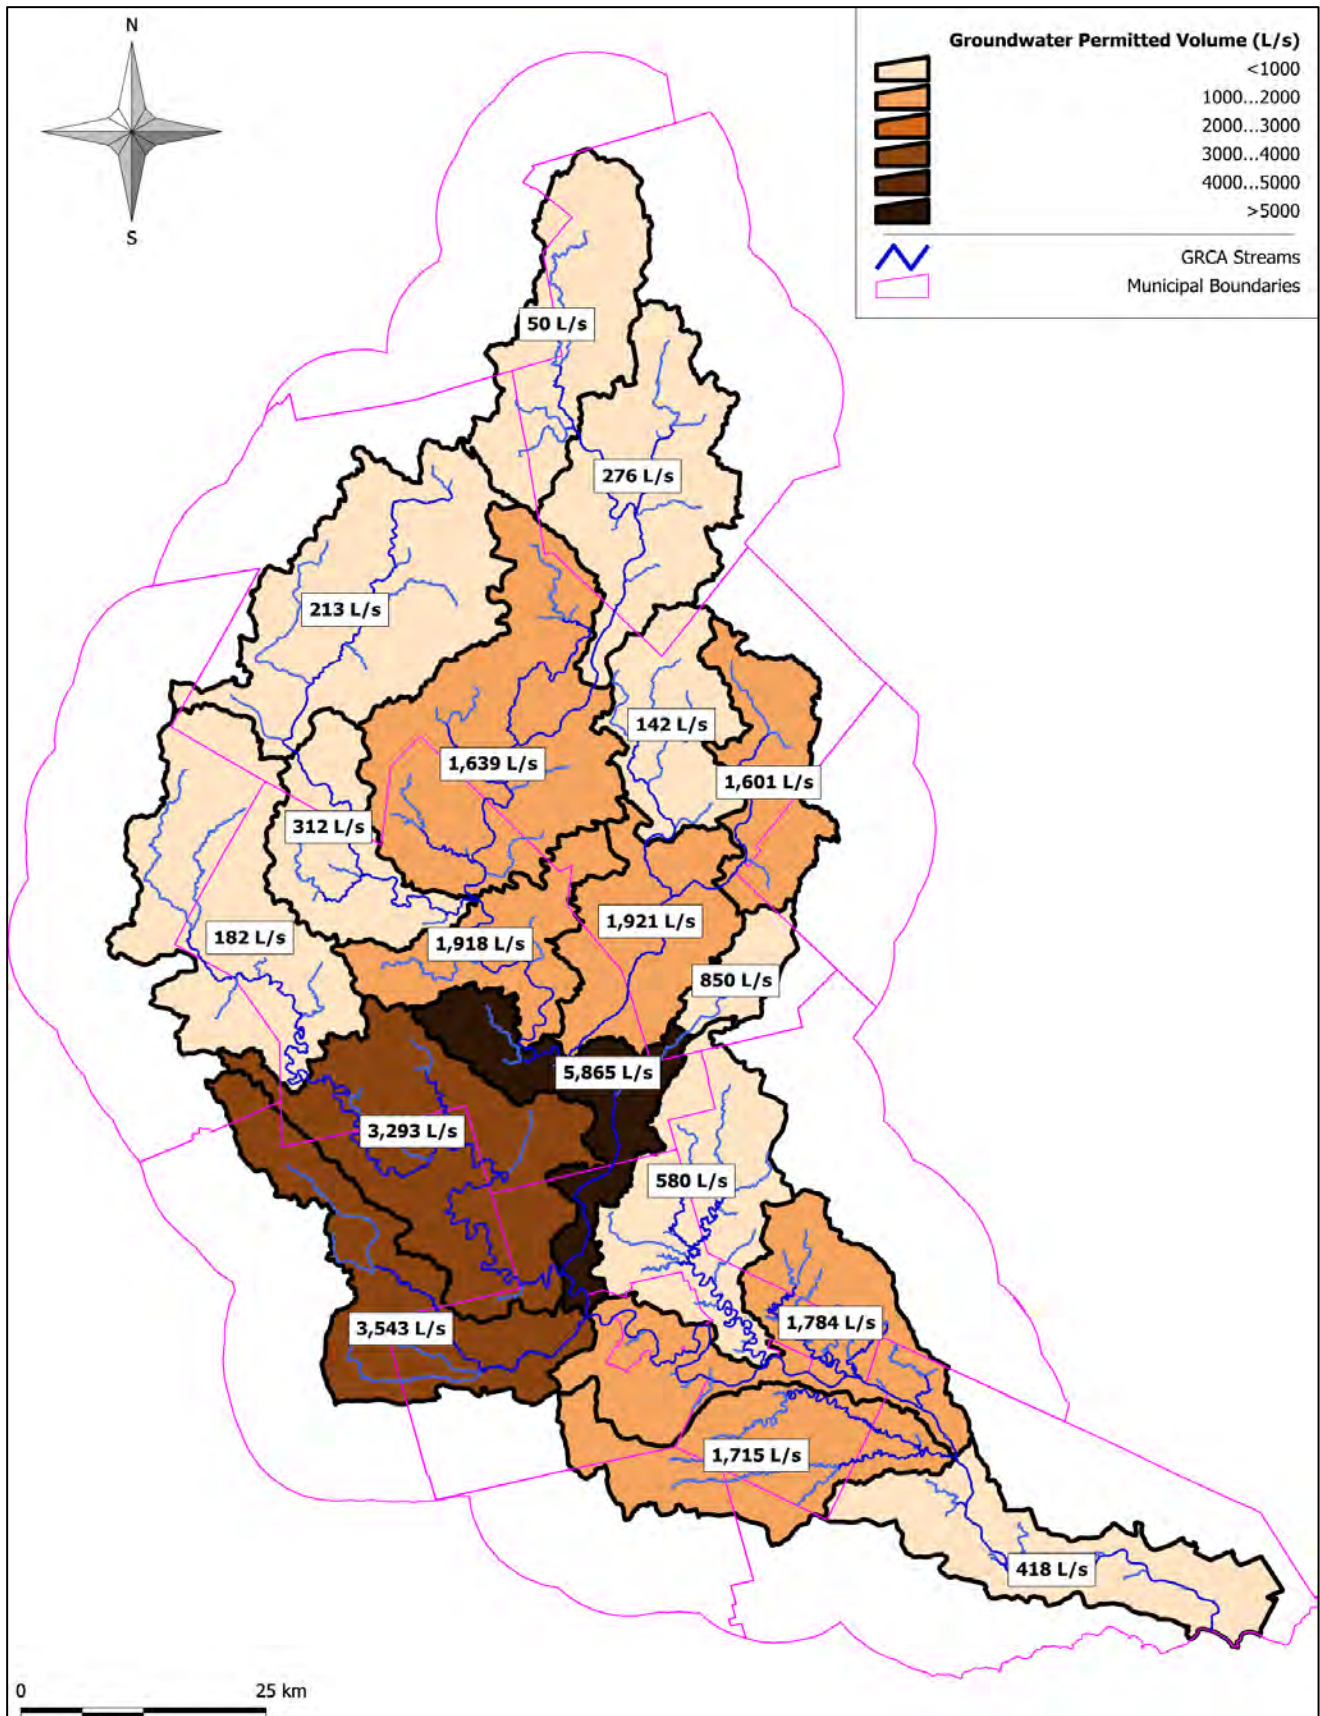 N
S
Groundwater Permitted Volume (L/s)
<1000
1000...2000
2000...3000
3000...4000
4000...5000
>5000
GRCA Streams
Municipal Boundaries
50 L/s
276 L/s
213 L/s
142 L/s
1,639 L/s
1,601 L/s
312 L/s
1,921 L/s
182 L/s
1,918 L/s
850 L/s
5,865 L/s
3,293 L/s
580 L/s
1,784 L/s
3,543 L/s
1,715 L/s
418 L/s
0
25 km